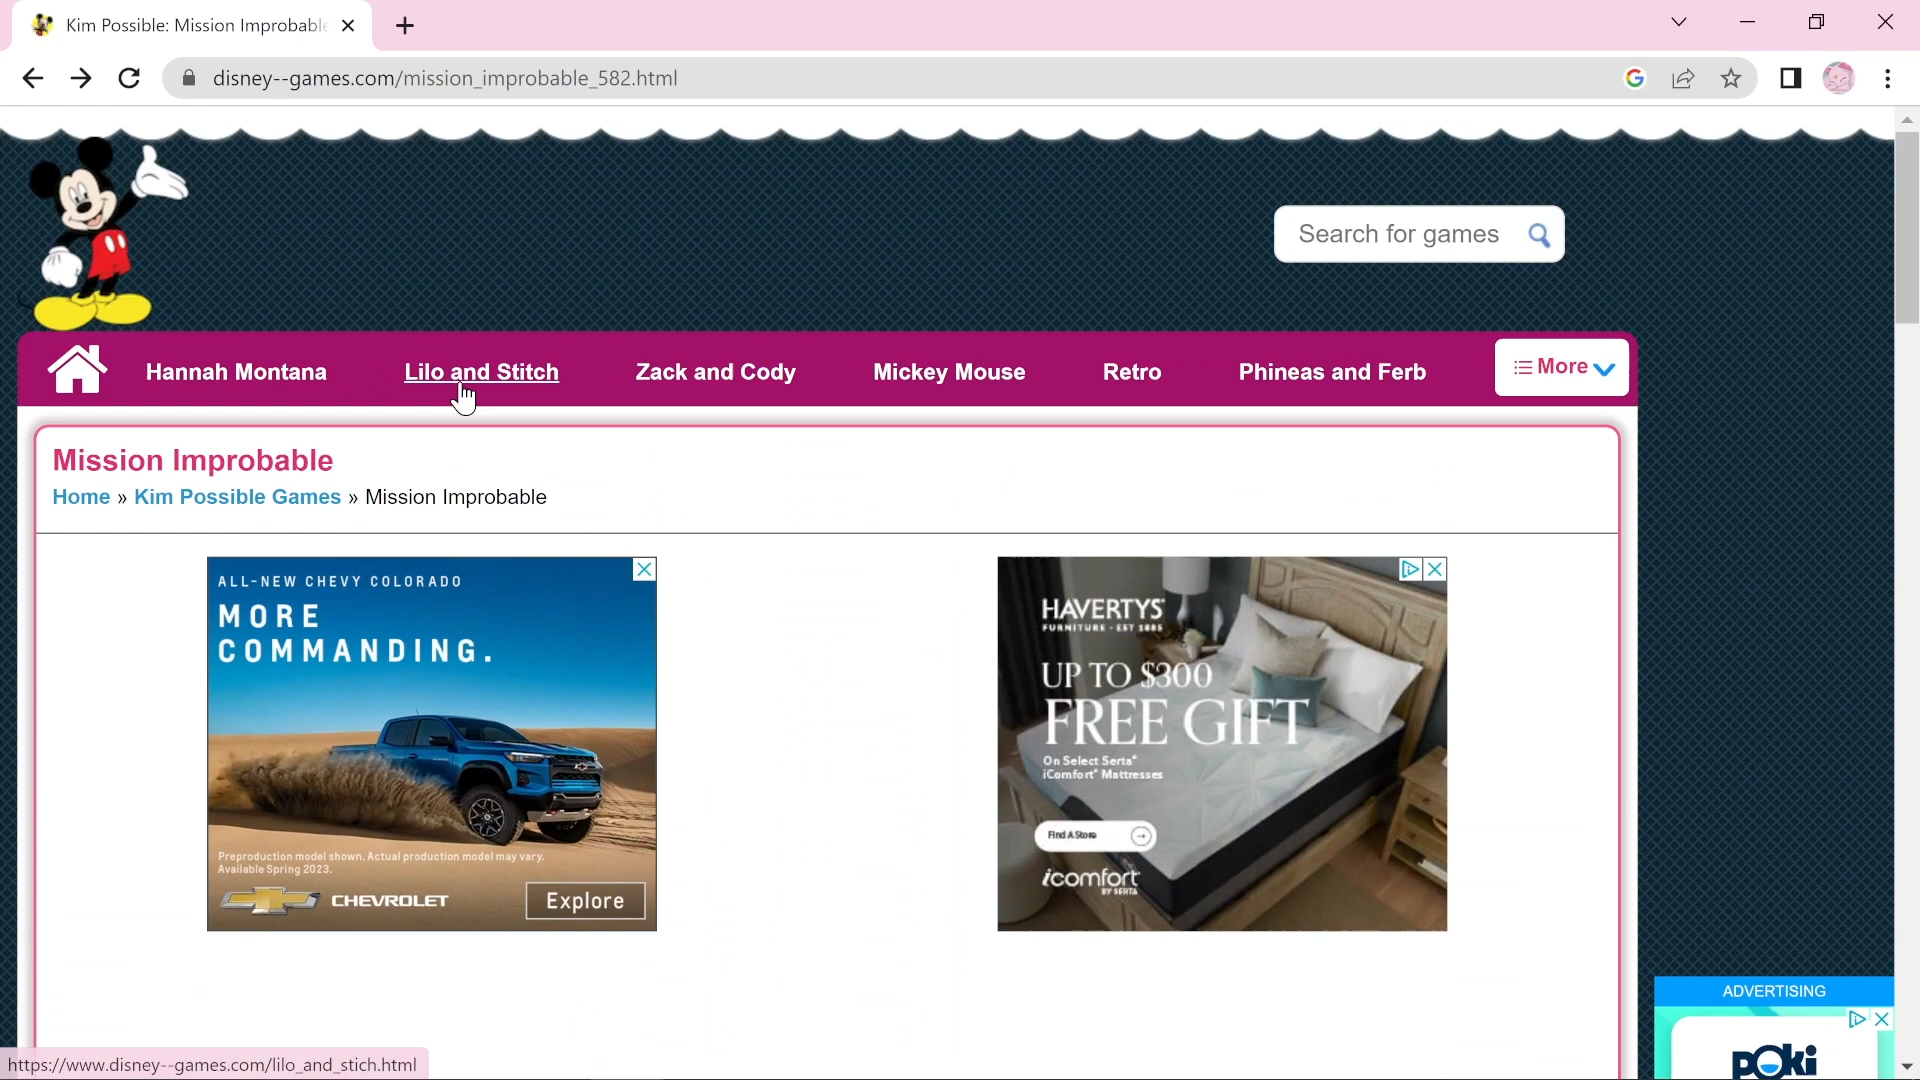 Kim Possible: Mission Improbable
disney--games.com/mission_improbable_582.html
Search for games
Hannah Montana
Lilo and Stitch
Zack and Cody
Mickey Mouse
Retro
Phineas and Ferb
More
Mission Improbable
Home » Kim Possible Games » Mission Improbable
ALL-NEW CHEVY COLORADO
MORE
COMMANDING.
Preproduction model shown. Actual production model may vary.
Available Spring 2023.
CHEVROLET
Explore
HAVERTYS
FURNITURE - EST 1885
UP TO $300
FREE GIFT
On Select Serta®
iComfort® Mattresses
Find A Store
icomfort
BY SERTA
ADVERTISING
poki
https://www.disney--games.com/lilo_and_stich.html